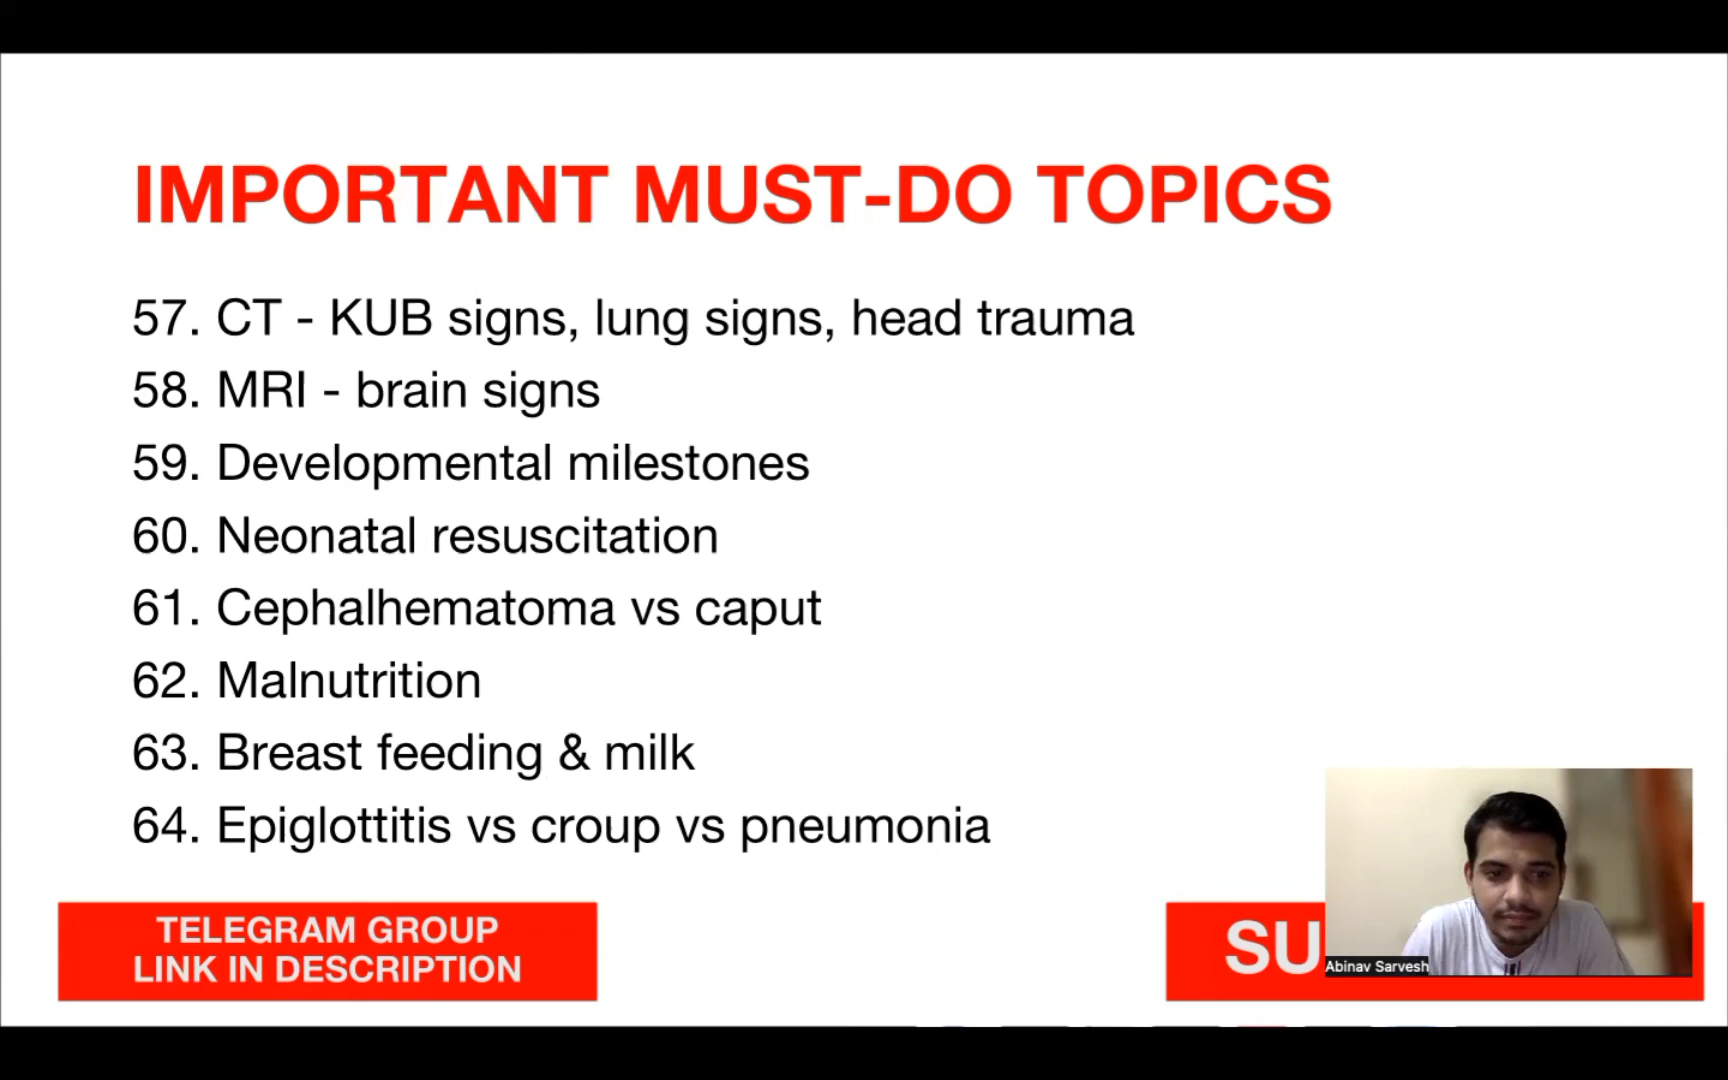 IMPORTANT MUST-DO TOPICS
57. CT - KUB signs, lung signs, head trauma
58. MRI - brain signs
59. Developmental milestones
60. Neonatal resuscitation
61. Cephalhematoma vs caput
62. Malnutrition
63. Breast feeding & milk
64. Epiglottitis vs croup vs pneumonia
TELEGRAM GROUP
LINK IN DESCRIPTION
SU
Abinav Sarvesh